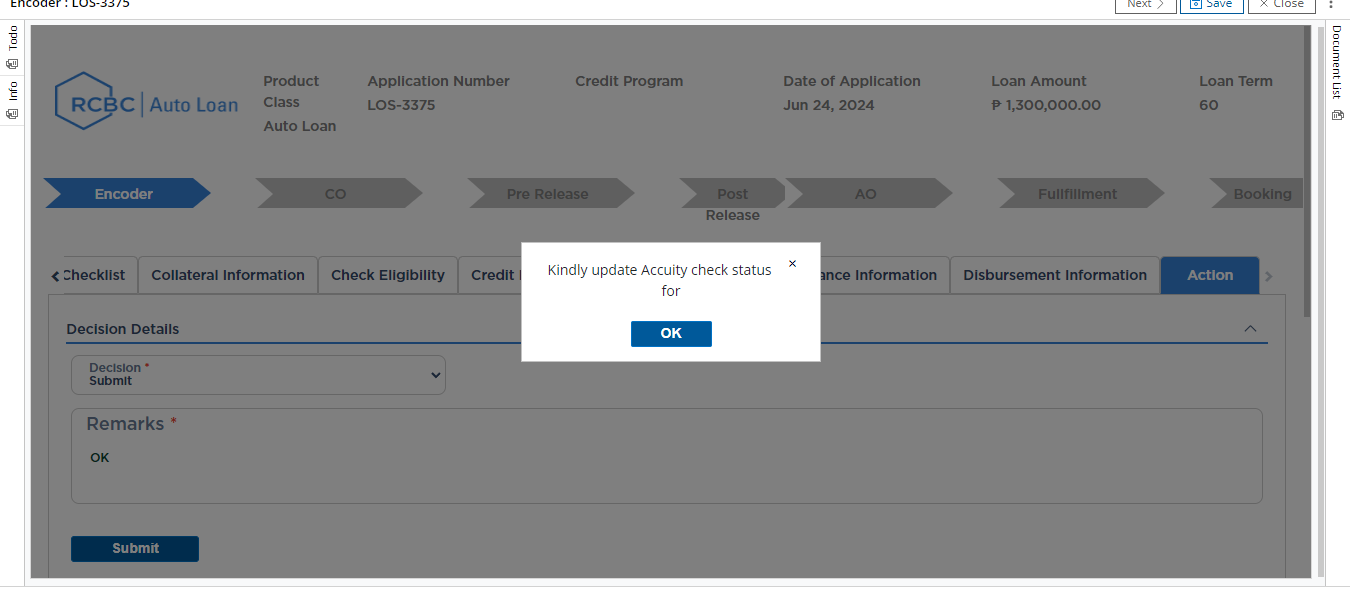 Encoder : LOS-3375
Next
Save
Close
Todo
Info
Document List
RCBC | Auto Loan
Product Class
Auto Loan
Application Number
LOS-3375
Credit Program
Date of Application
Jun 24, 2024
Loan Amount
₱ 1,300,000.00
Loan Term
60
Encoder
CO
Pre Release
Post Release
AO
Fullfillment
Booking
Checklist
Collateral Information
Check Eligibility
Credit
ance Information
Disbursement Information
Action
Kindly update Accuity check status
for
×
OK
Decision Details
Decision *
Submit
Remarks *
OK
Submit